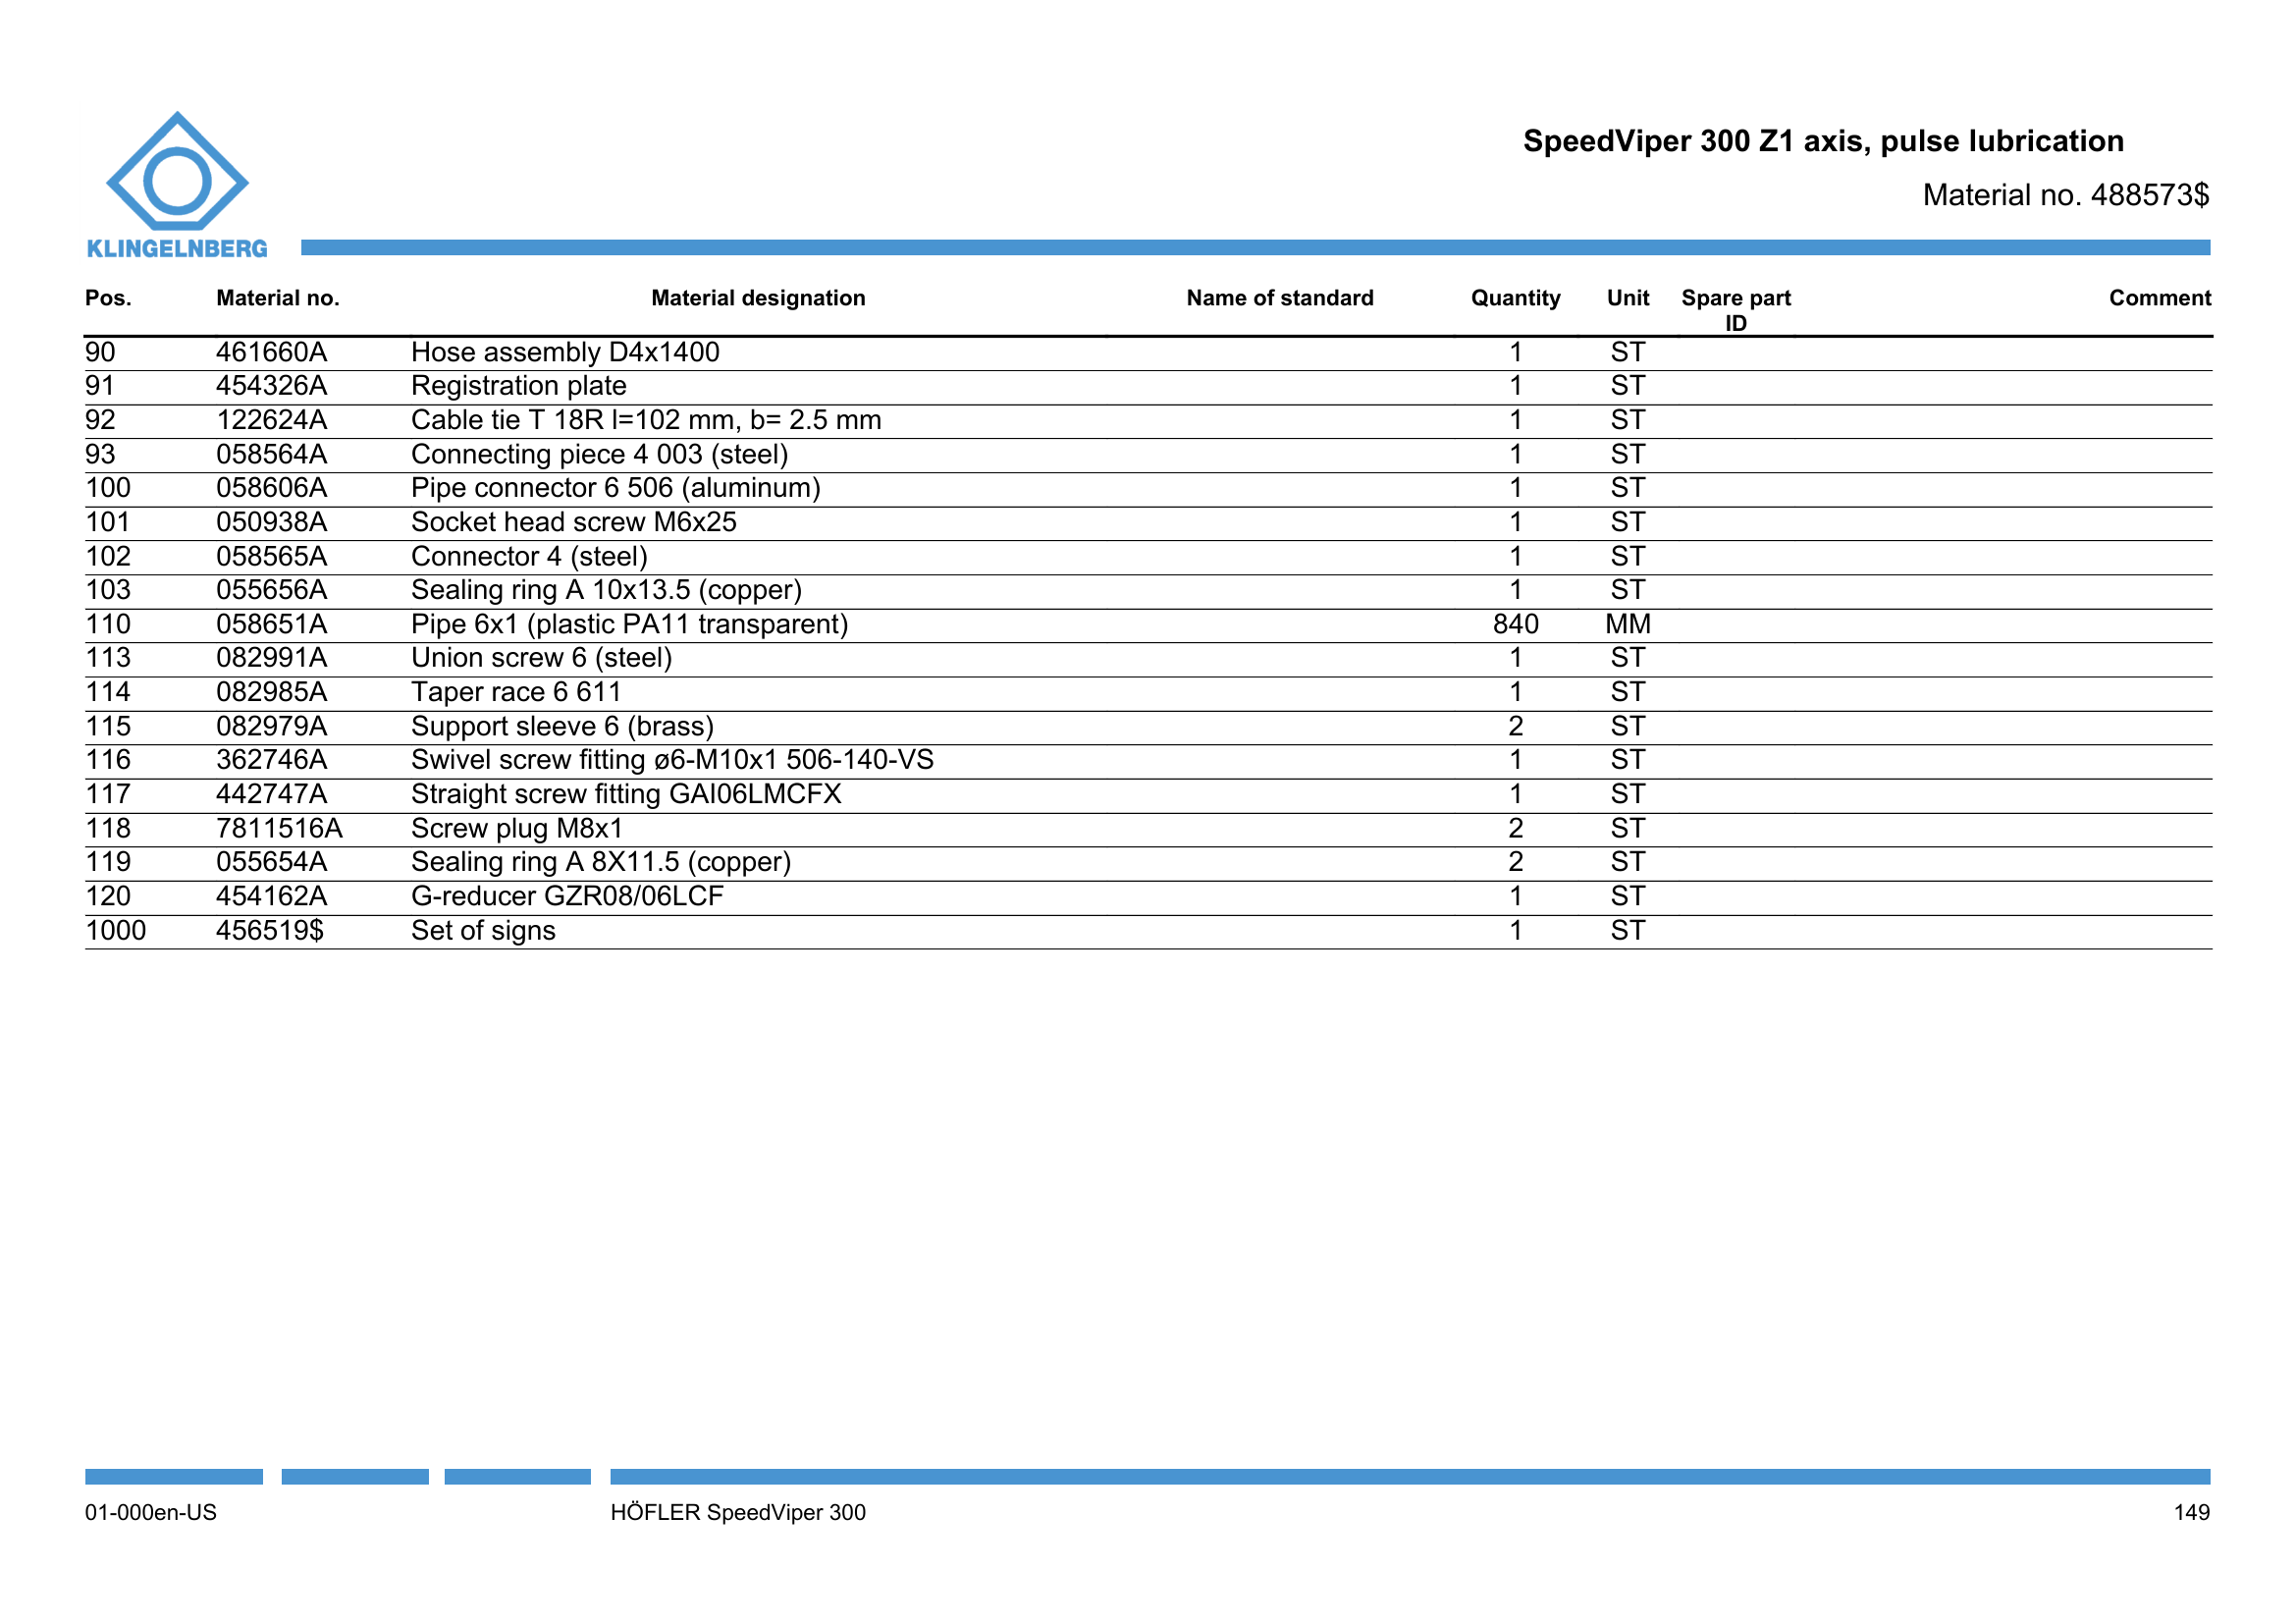 SpeedViper 300 Z1 axis, pulse lubrication
Material no. 488573$
KLINGELNBERG
Pos. Material no. Material designation Name of standard Quantity Unit Spare part ID Comment
90 461660A Hose assembly D4x1400 1 ST
91 454326A Registration plate 1 ST
92 122624A Cable tie T 18R l=102 mm, b= 2.5 mm 1 ST
93 058564A Connecting piece 4 003 (steel) 1 ST
100 058606A Pipe connector 6 506 (aluminum) 1 ST
101 050938A Socket head screw M6x25 1 ST
102 058565A Connector 4 (steel) 1 ST
103 055656A Sealing ring A 10x13.5 (copper) 1 ST
110 058651A Pipe 6x1 (plastic PA11 transparent) 840 MM
113 082991A Union screw 6 (steel) 1 ST
114 082985A Taper race 6 611 1 ST
115 082979A Support sleeve 6 (brass) 2 ST
116 362746A Swivel screw fitting ø6-M10x1 506-140-VS 1 ST
117 442747A Straight screw fitting GAI06LMCFX 1 ST
118 7811516A Screw plug M8x1 2 ST
119 055654A Sealing ring A 8X11.5 (copper) 2 ST
120 454162A G-reducer GZR08/06LCF 1 ST
1000 456519$ Set of signs 1 ST
01-000en-US HÖFLER SpeedViper 300 149